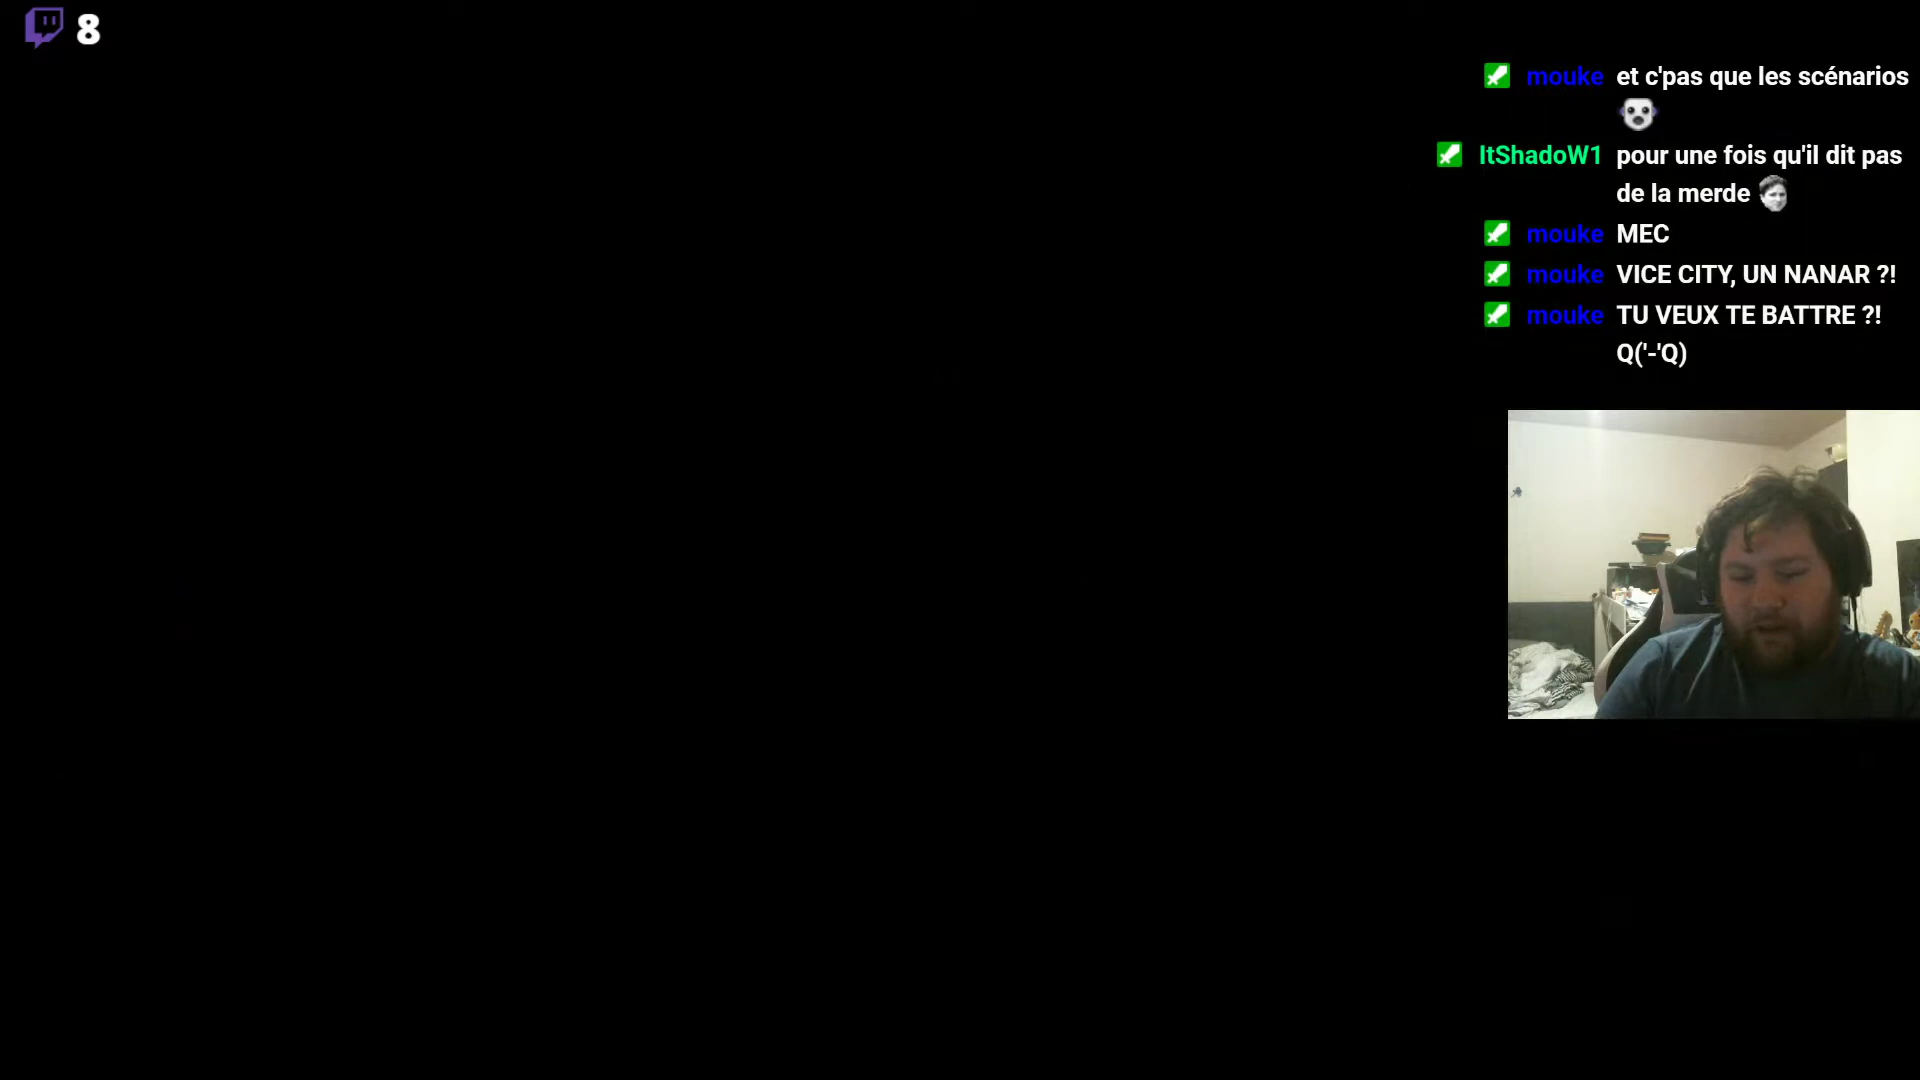 8
mouke et c'pas que les scénarios
ItShadoW1 pour une fois qu'il dit pas
de la merde
mouke MEC
mouke VICE CITY, UN NANAR ?!
mouke TU VEUX TE BATTRE ?!
Q('-'Q)